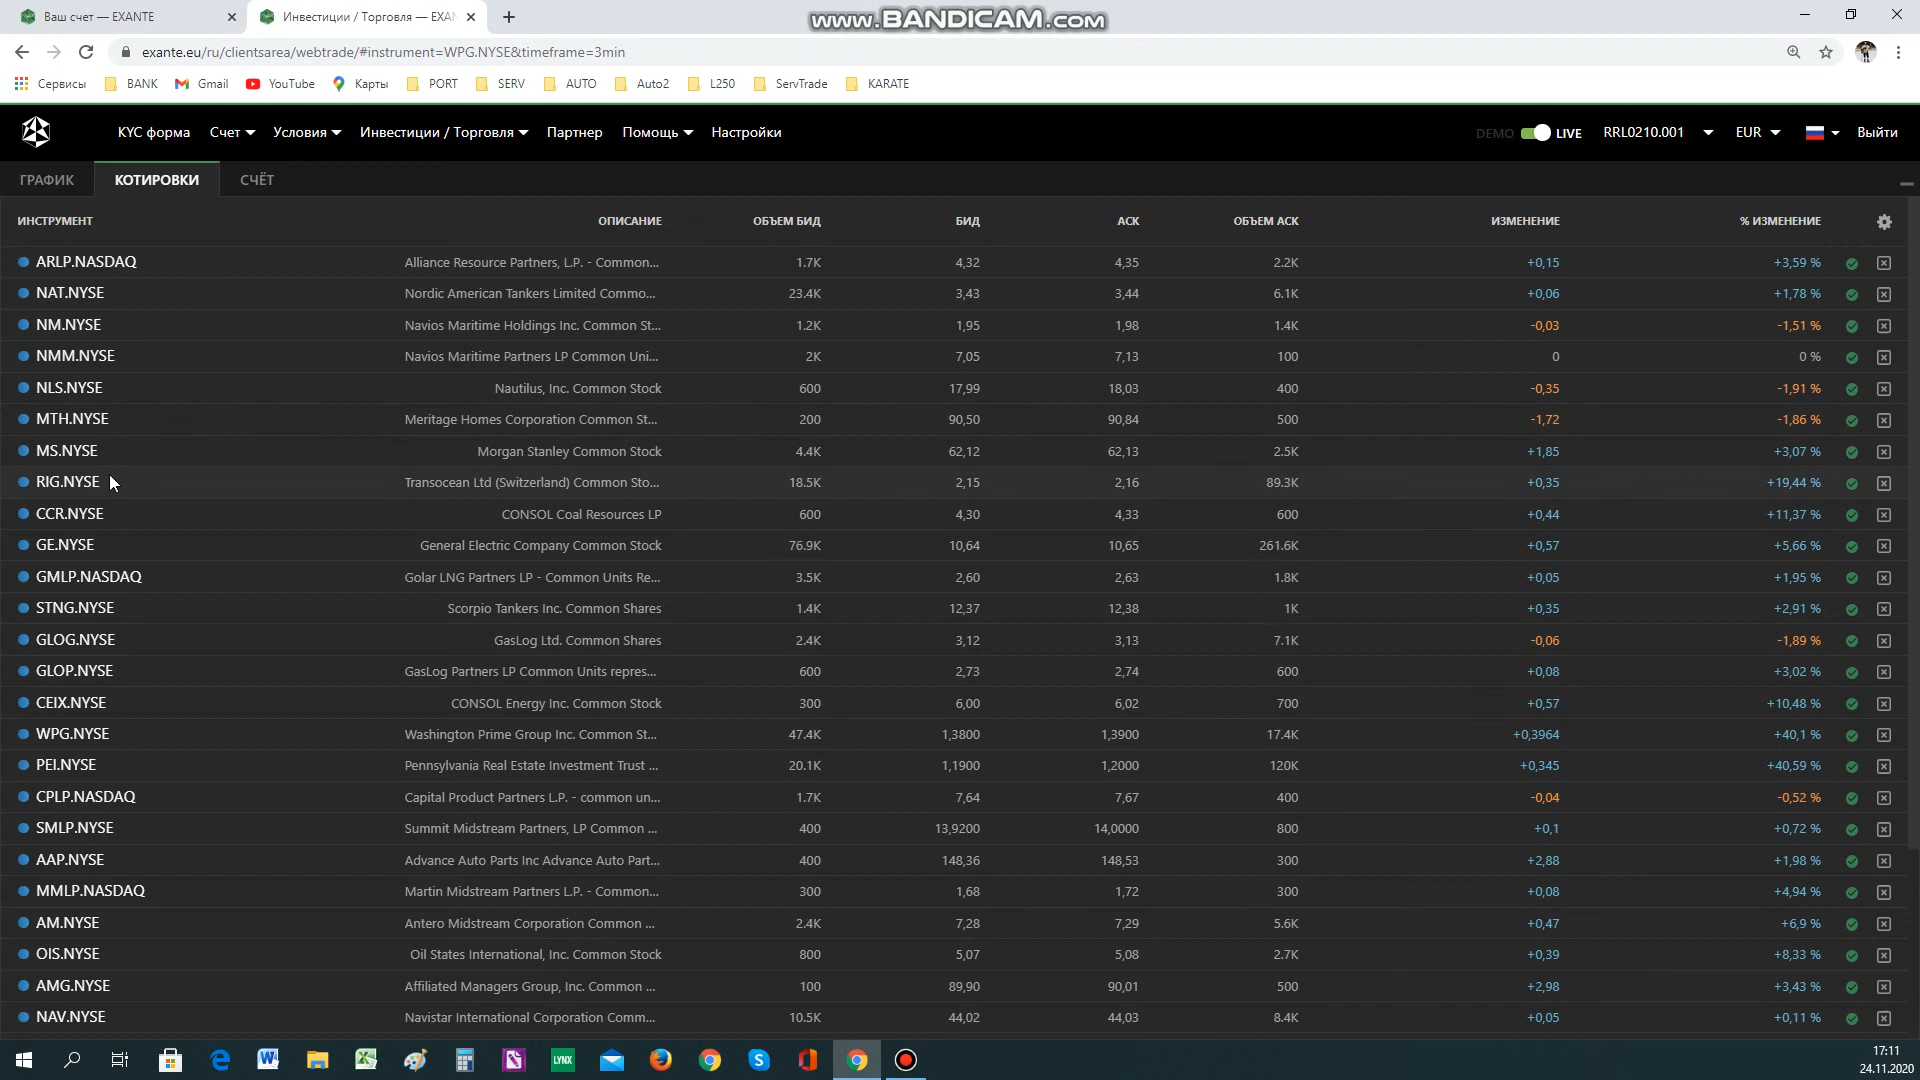 Ваш счет — EXANTE
Инвестиции / Торговля — EXAN
www.BANDICAM.com
exante.eu/ru/clientsarea/webtrade/#instrument=WPG.NYSE&timeframe=3min
Сервисы BANK Gmail YouTube Карты PORT SERV AUTO Auto2 L250 ServTrade KARATE
KYC форма Счет Условия Инвестиции / Торговля Партнер Помощь Настройки DEMO LIVE RRL0210.001 EUR Выйти
ГРАФИК КОТИРОВКИ СЧЁТ
ИНСТРУМЕНТ ОПИСАНИЕ ОБЪЕМ БИД БИД АСК ОБЪЕМ АСК ИЗМЕНЕНИЕ % ИЗМЕНЕНИЕ
ARLP.NASDAQ Alliance Resource Partners, L.P. - Common... 1.7K 4,32 4,35 2.2K +0,15 +3,59 %
NAT.NYSE Nordic American Tankers Limited Commo... 23.4K 3,43 3,44 6.1K +0,06 +1,78 %
NM.NYSE Navios Maritime Holdings Inc. Common St... 1.2K 1,95 1,98 1.4K -0,03 -1,51 %
NMM.NYSE Navios Maritime Partners LP Common Uni... 2K 7,05 7,13 100 0 0 %
NLS.NYSE Nautilus, Inc. Common Stock 600 17,99 18,03 400 -0,35 -1,91 %
MTH.NYSE Meritage Homes Corporation Common St... 200 90,50 90,84 500 -1,72 -1,86 %
MS.NYSE Morgan Stanley Common Stock 4.4K 62,12 62,13 2.5K +1,85 +3,07 %
RIG.NYSE Transocean Ltd (Switzerland) Common Sto... 18.5K 2,15 2,16 89.3K +0,35 +19,44 %
CCR.NYSE CONSOL Coal Resources LP 600 4,30 4,33 600 +0,44 +11,37 %
GE.NYSE General Electric Company Common Stock 76.9K 10,64 10,65 261.6K +0,57 +5,66 %
GMLP.NASDAQ Golar LNG Partners LP - Common Units Re... 3.5K 2,60 2,63 1.8K +0,05 +1,95 %
STNG.NYSE Scorpio Tankers Inc. Common Shares 1.4K 12,37 12,38 1K +0,35 +2,91 %
GLOG.NYSE GasLog Ltd. Common Shares 2.4K 3,12 3,13 7.1K -0,06 -1,89 %
GLOP.NYSE GasLog Partners LP Common Units repres... 600 2,73 2,74 600 +0,08 +3,02 %
CEIX.NYSE CONSOL Energy Inc. Common Stock 300 6,00 6,02 700 +0,57 +10,48 %
WPG.NYSE Washington Prime Group Inc. Common St... 47.4K 1,3800 1,3900 17.4K +0,3964 +40,1 %
PEI.NYSE Pennsylvania Real Estate Investment Trust ... 20.1K 1,1900 1,2000 120K +0,345 +40,59 %
CPLP.NASDAQ Capital Product Partners L.P. - common un... 1.7K 7,64 7,67 400 -0,04 -0,52 %
SMLP.NYSE Summit Midstream Partners, LP Common ... 400 13,9200 14,0000 800 +0,1 +0,72 %
AAP.NYSE Advance Auto Parts Inc Advance Auto Part... 400 148,36 148,53 300 +2,88 +1,98 %
MMLP.NASDAQ Martin Midstream Partners L.P. - Common... 300 1,68 1,72 300 +0,08 +4,94 %
AM.NYSE Antero Midstream Corporation Common ... 2.4K 7,28 7,29 5.6K +0,47 +6,9 %
OIS.NYSE Oil States International, Inc. Common Stock 800 5,07 5,08 2.7K +0,39 +8,33 %
AMG.NYSE Affiliated Managers Group, Inc. Common ... 100 89,90 90,01 500 +2,98 +3,43 %
NAV.NYSE Navistar International Corporation Comm... 10.5K 44,02 44,03 8.4K +0,05 +0,11 %
LYNX
17:11
24.11.2020